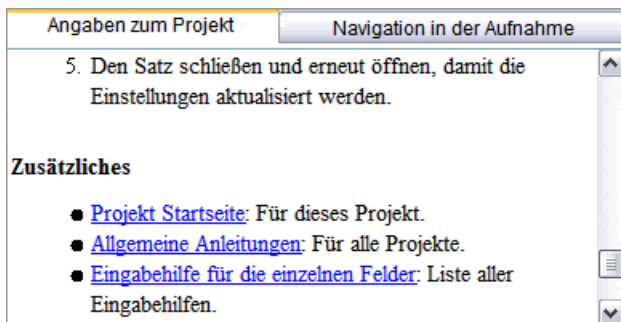 Angaben zum Projekt
Navigation in der Aufnahme
5. Den Satz schließen und erneut öffnen, damit die
Einstellungen aktualisiert werden.
Zusätzliches
● Projekt Startseite: Für dieses Projekt.
● Allgemeine Anleitungen: Für alle Projekte.
● Eingabehilfe für die einzelnen Felder: Liste aller
Eingabehilfen.